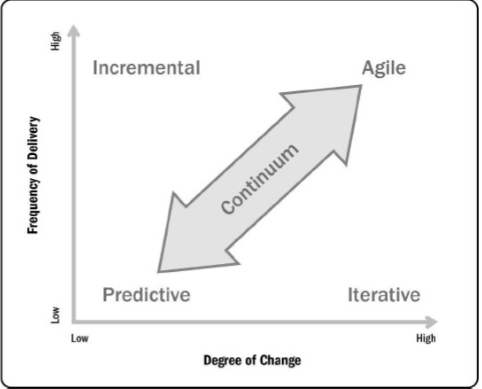 High
Incremental
Agile
Frequency of Delivery
Continuum
Predictive
Iterative
Low
Low
High
Degree of Change